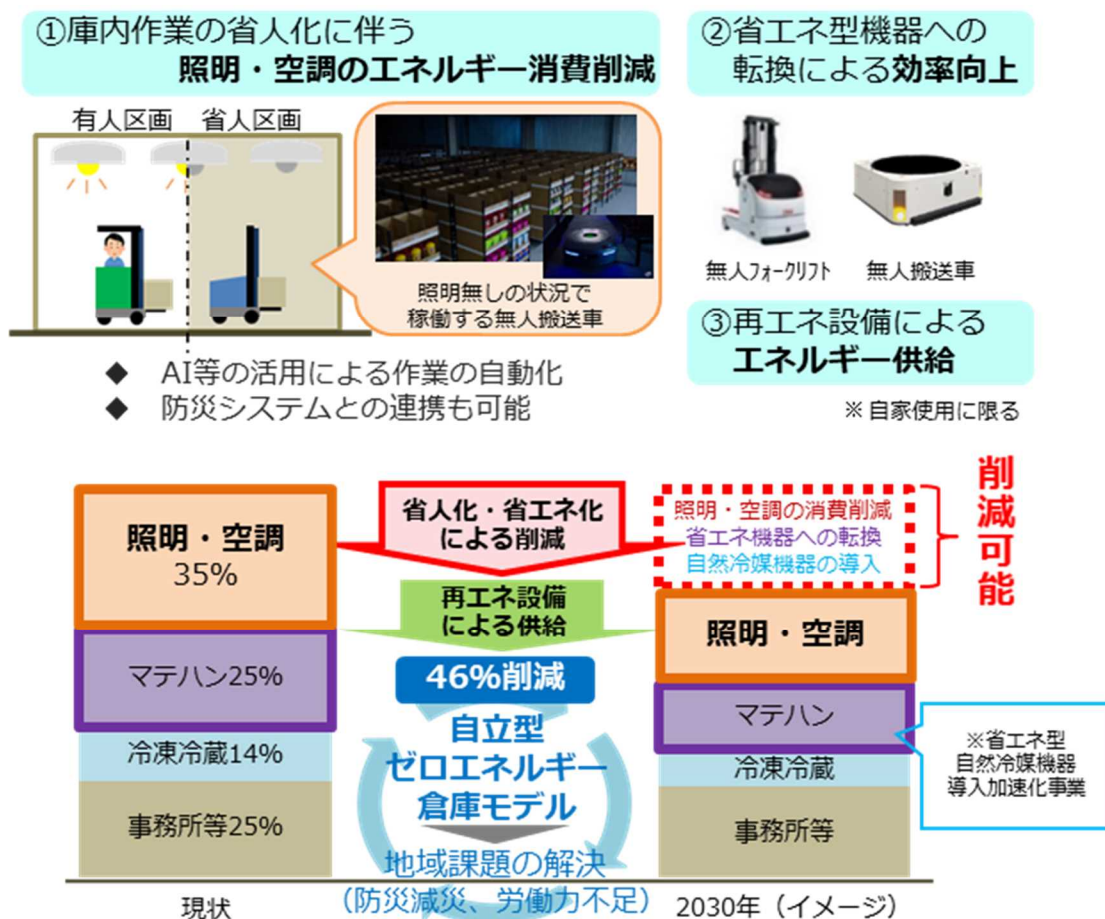 ①庫内作業の省人化に伴う
照明・空調のエネルギー消費削減
有人区画
省人区画
照明無しの状況で
稼働する無人搬送車
◆ AI等の活用による作業の自動化
◆ 防災システムとの連携も可能
②省エネ型機器への
転換による効率向上
無人フォークリフト
無人搬送車
③再エネ設備による
エネルギー供給
※自家使用に限る
照明・空調
35%
マテハン25%
冷凍冷蔵14%
事務所等25%
現状
省人化・省エネ化
による削減
再エネ設備
による供給
46%削減
自立型
ゼロエネルギー
倉庫モデル
地域課題の解決
（防災減災、労働力不足）
照明・空調の消費削減
省エネ機器への転換
自然冷媒機器の導入
削減可能
照明・空調
マテハン
冷凍冷蔵
事務所等
2030年（イメージ）
※省エネ型
自然冷媒機器
導入加速化事業